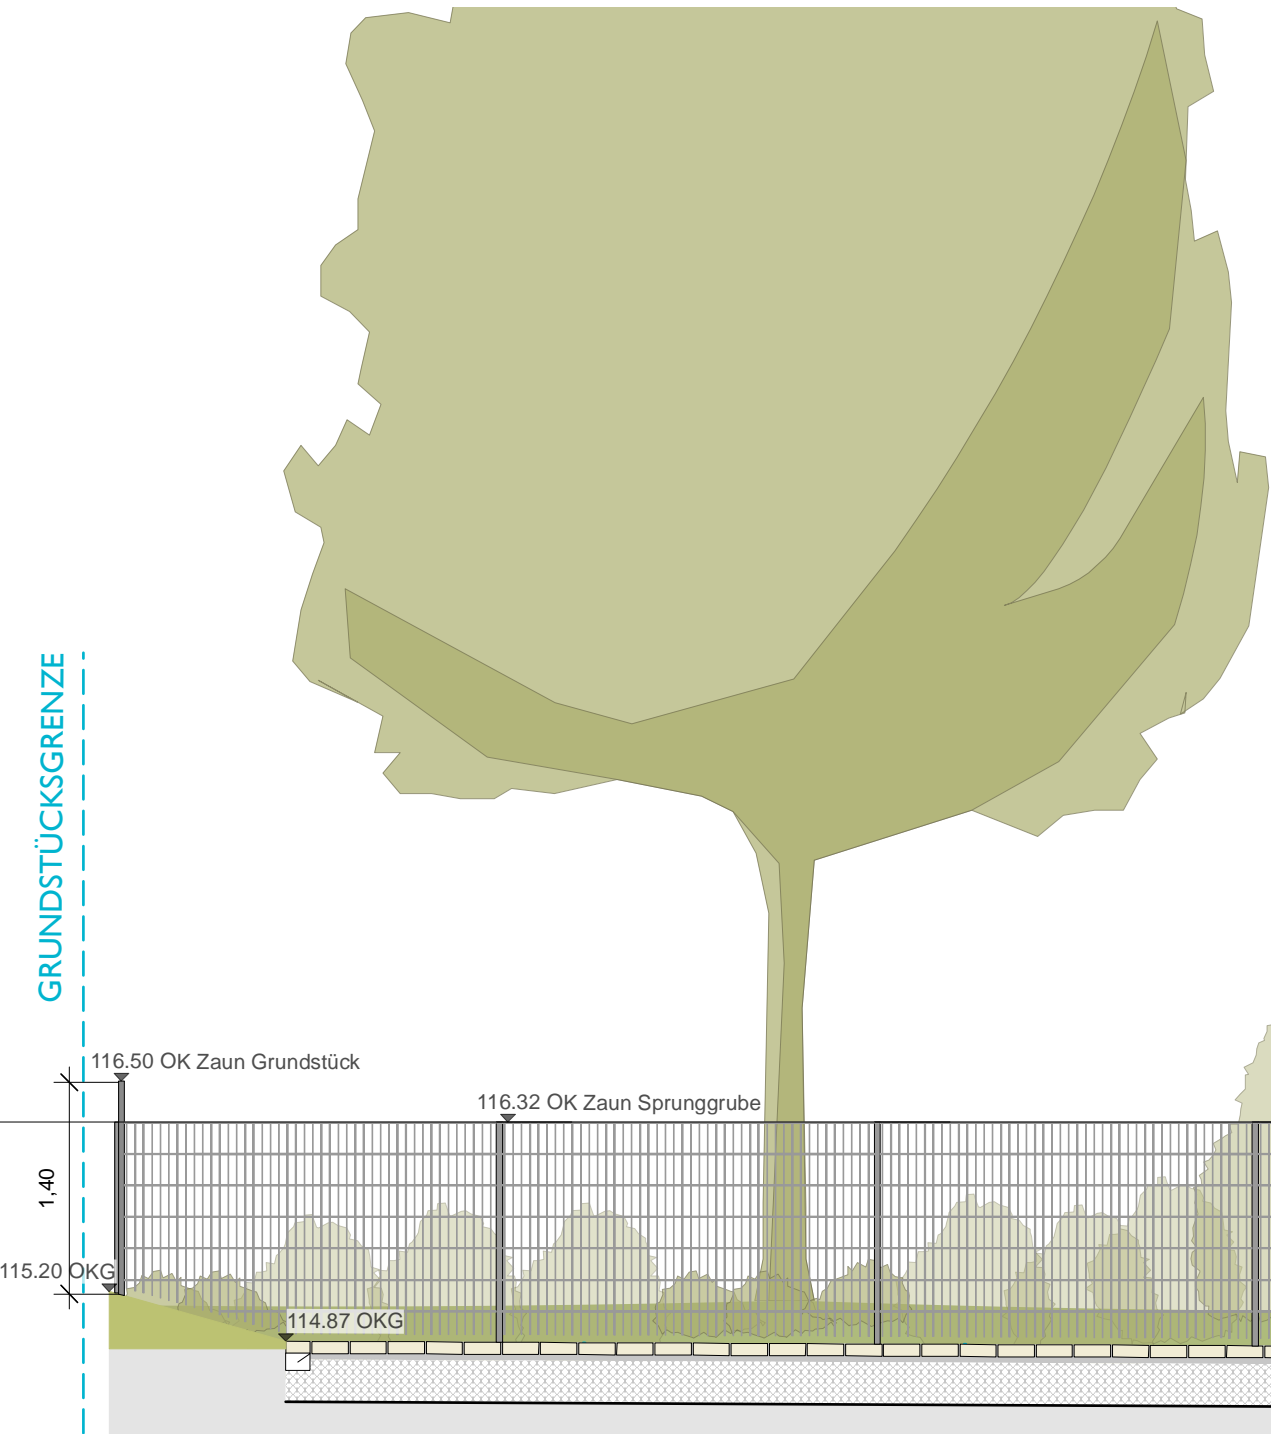 GRUNDSTÜCKSGRENZE
116.50 OK Zaun Grundstück
116.32 OK Zaun Sprunggrube
1,40
115.20 OKG
114.87 OKG